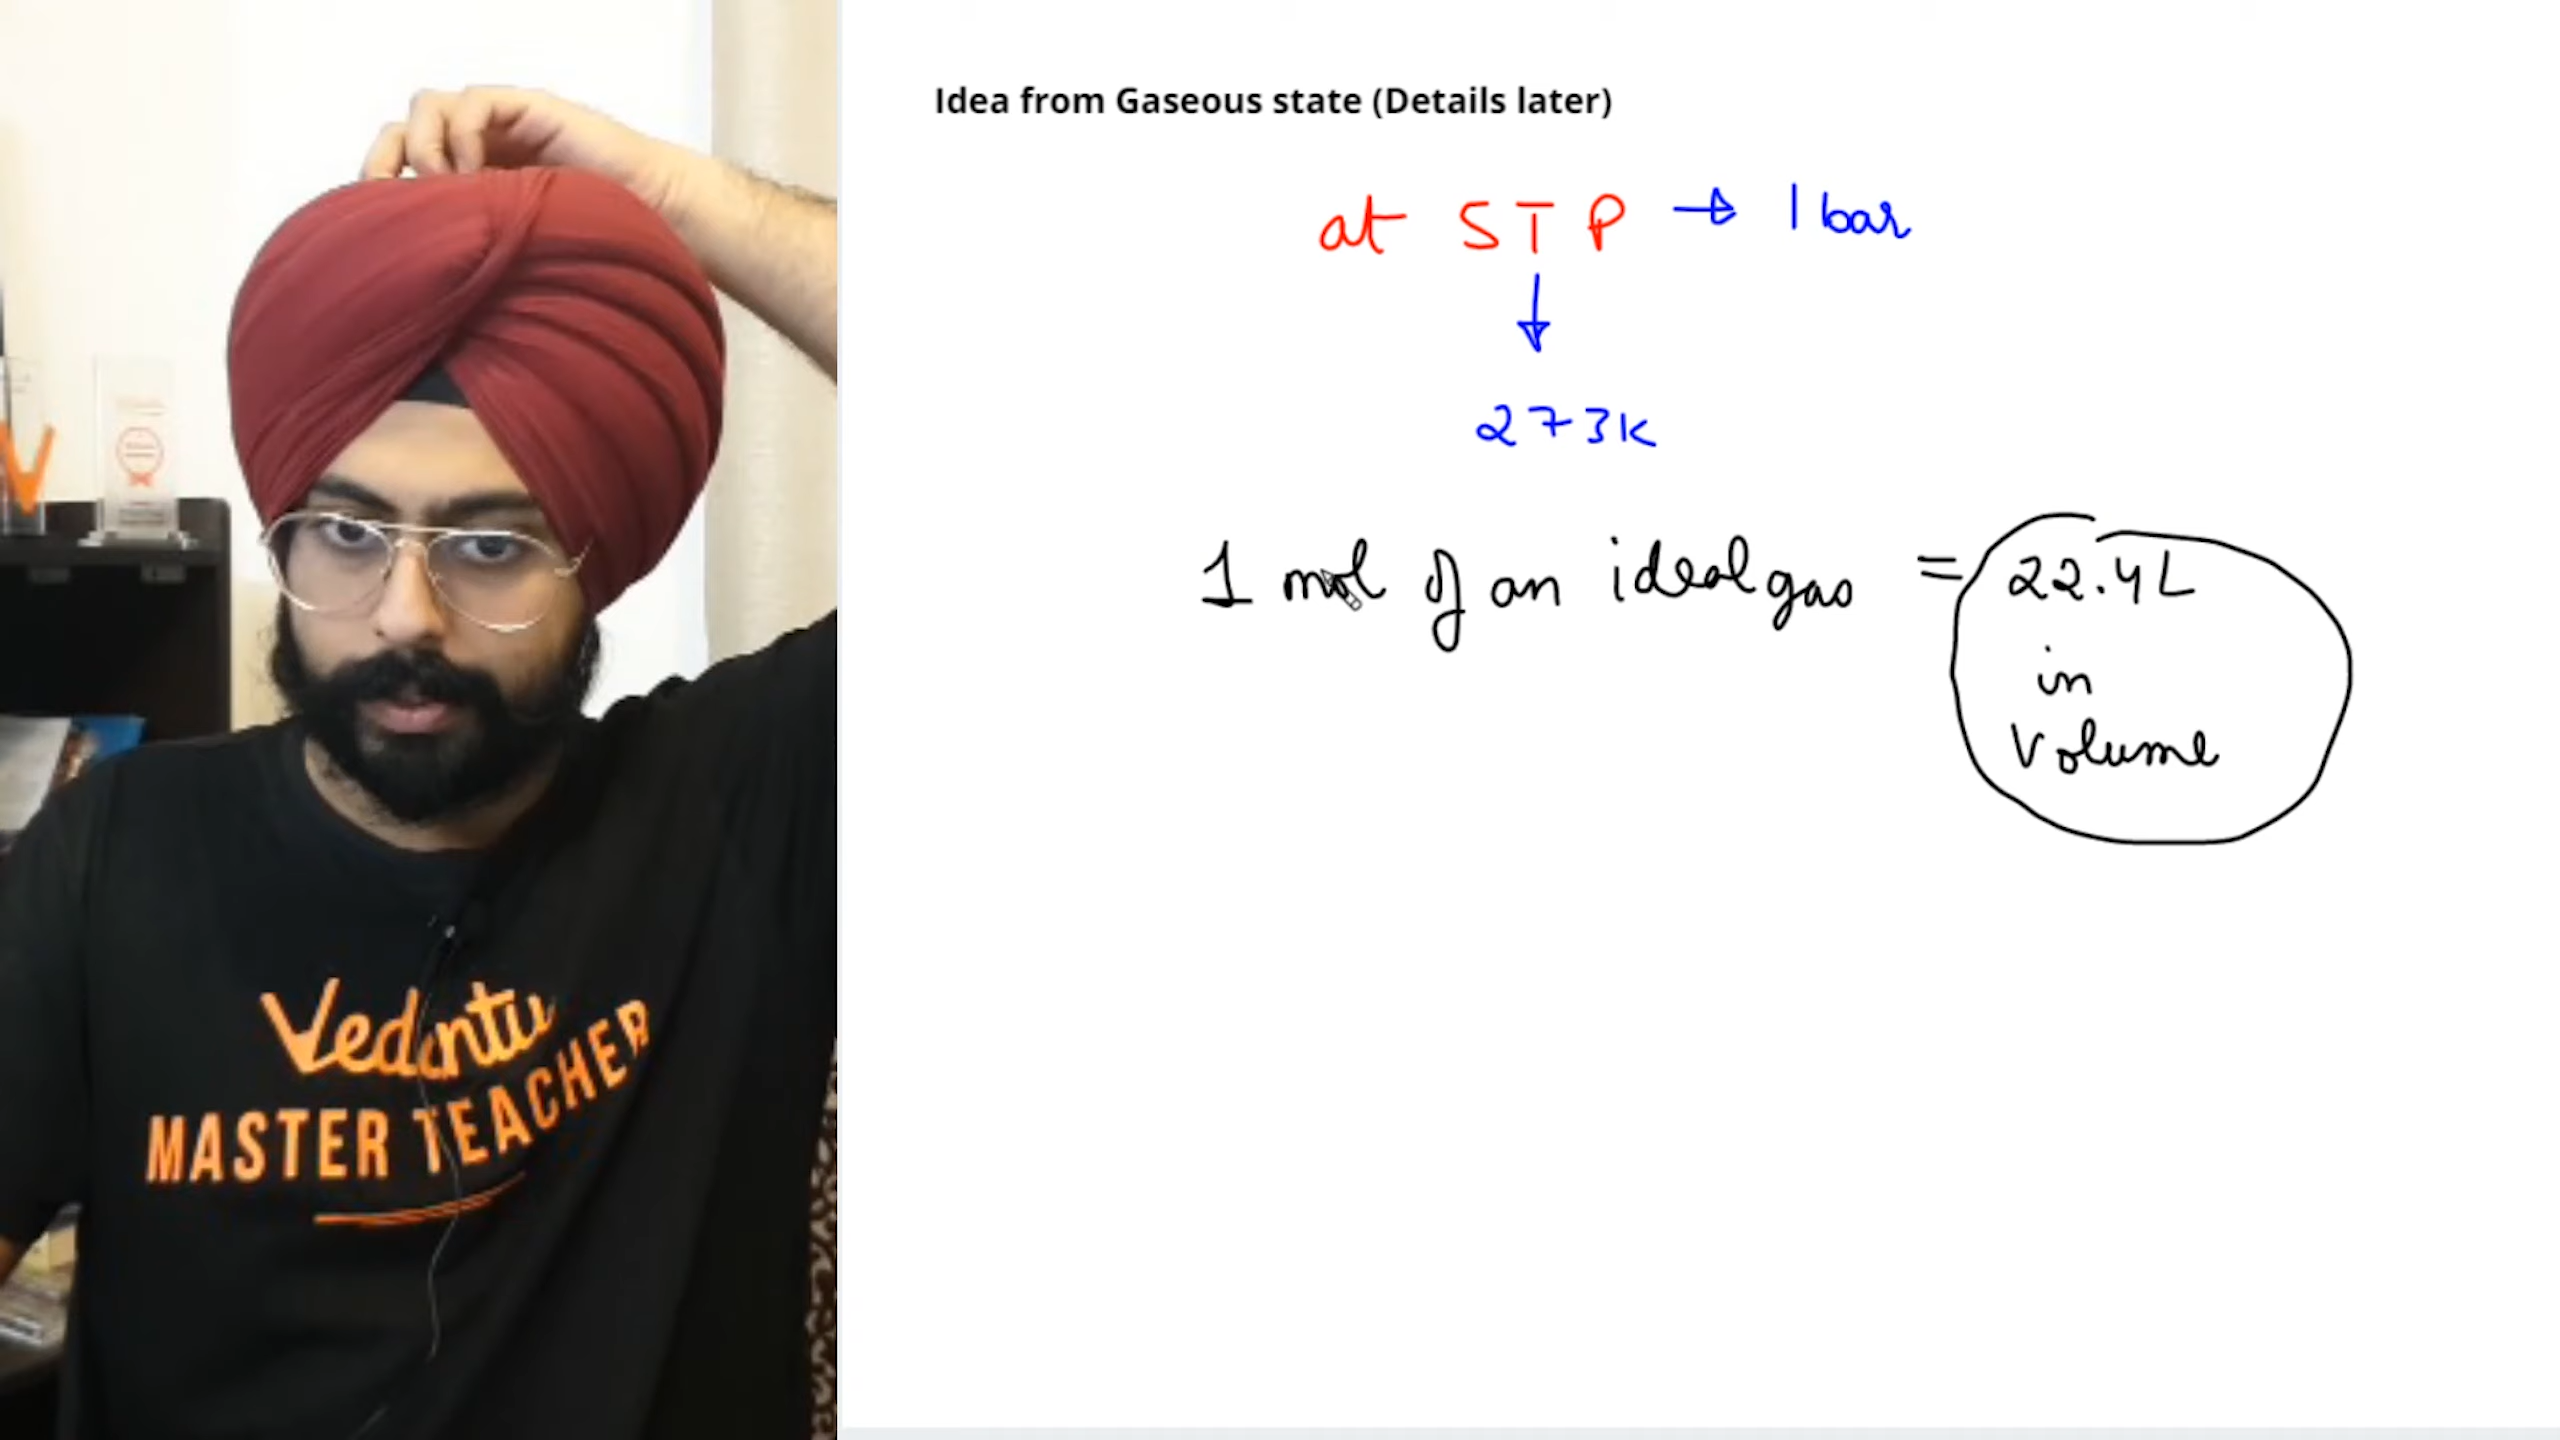 Idea from Gaseous state (Details later)
at STP → 1 bar
↓
273K
1 mol of an ideal gas = 22.4L
in
Volume
Vedantu
MASTER TEACHER